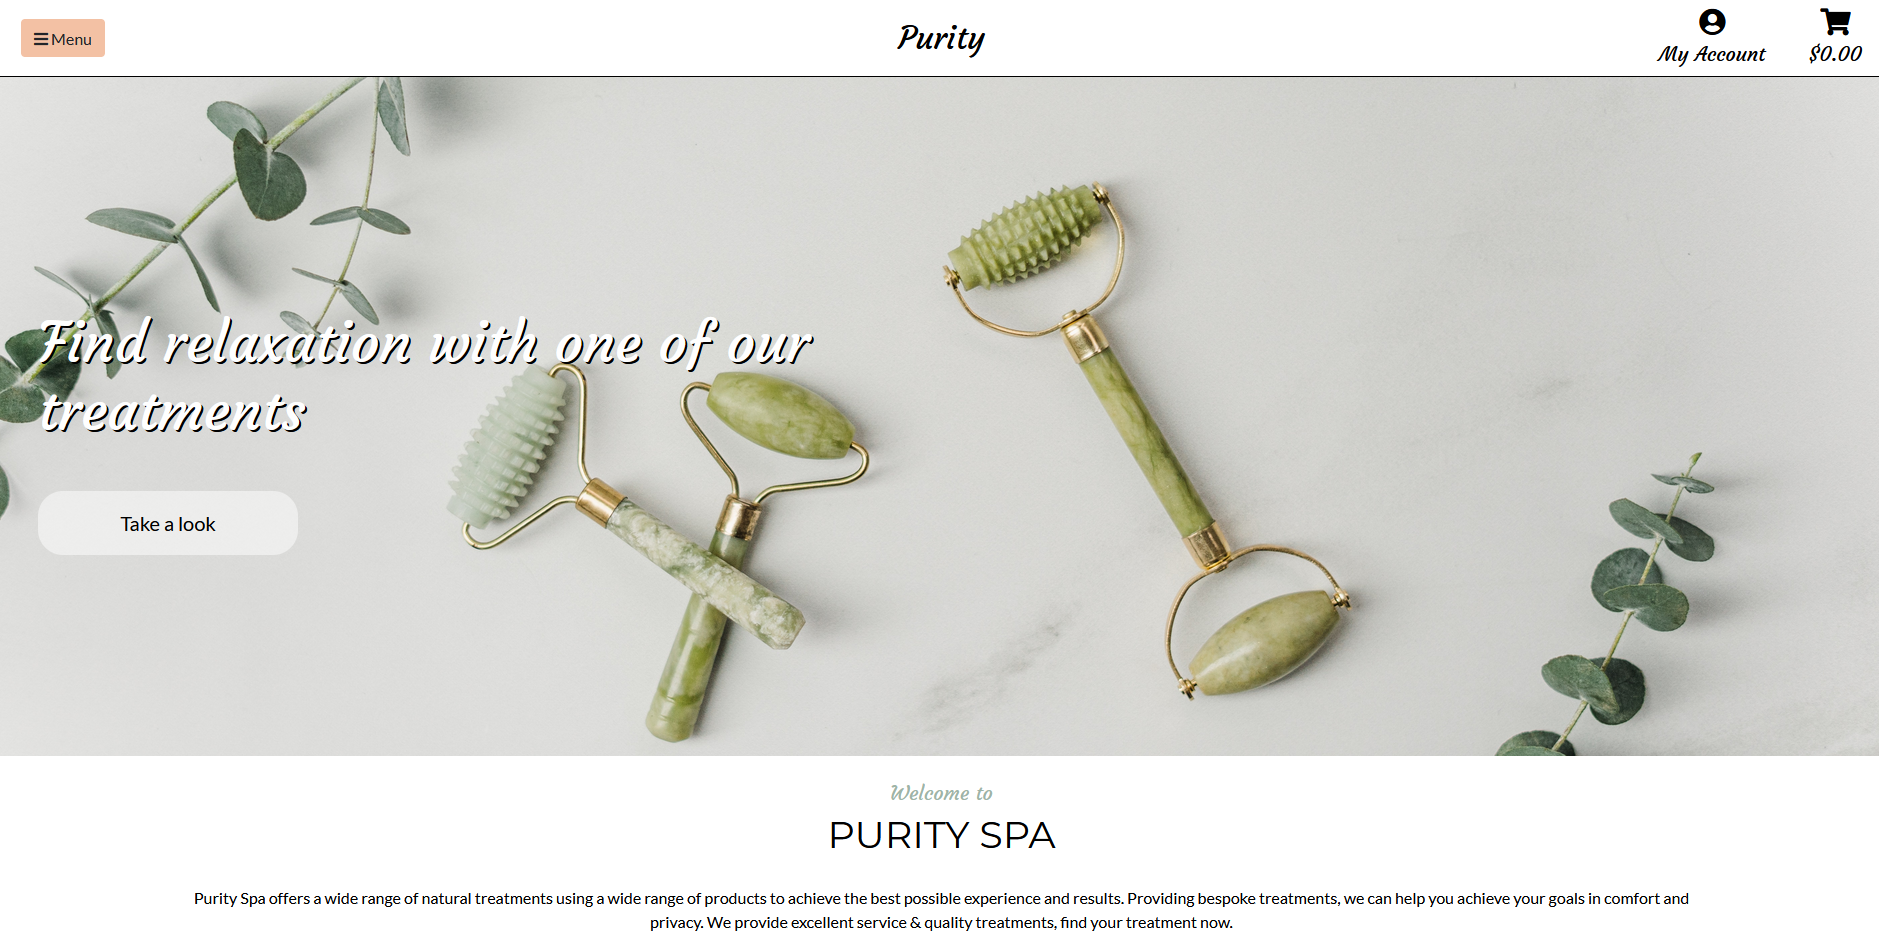 Menu
Purity
My Account
$0.00
Find relaxation with one of our
treatments
Take a look
Welcome to
PURITY SPA
Purity Spa offers a wide range of natural treatments using a wide range of products to achieve the best possible experience and results. Providing bespoke treatments, we can help you achieve your goals in comfort and
privacy. We provide excellent service & quality treatments, find your treatment now.